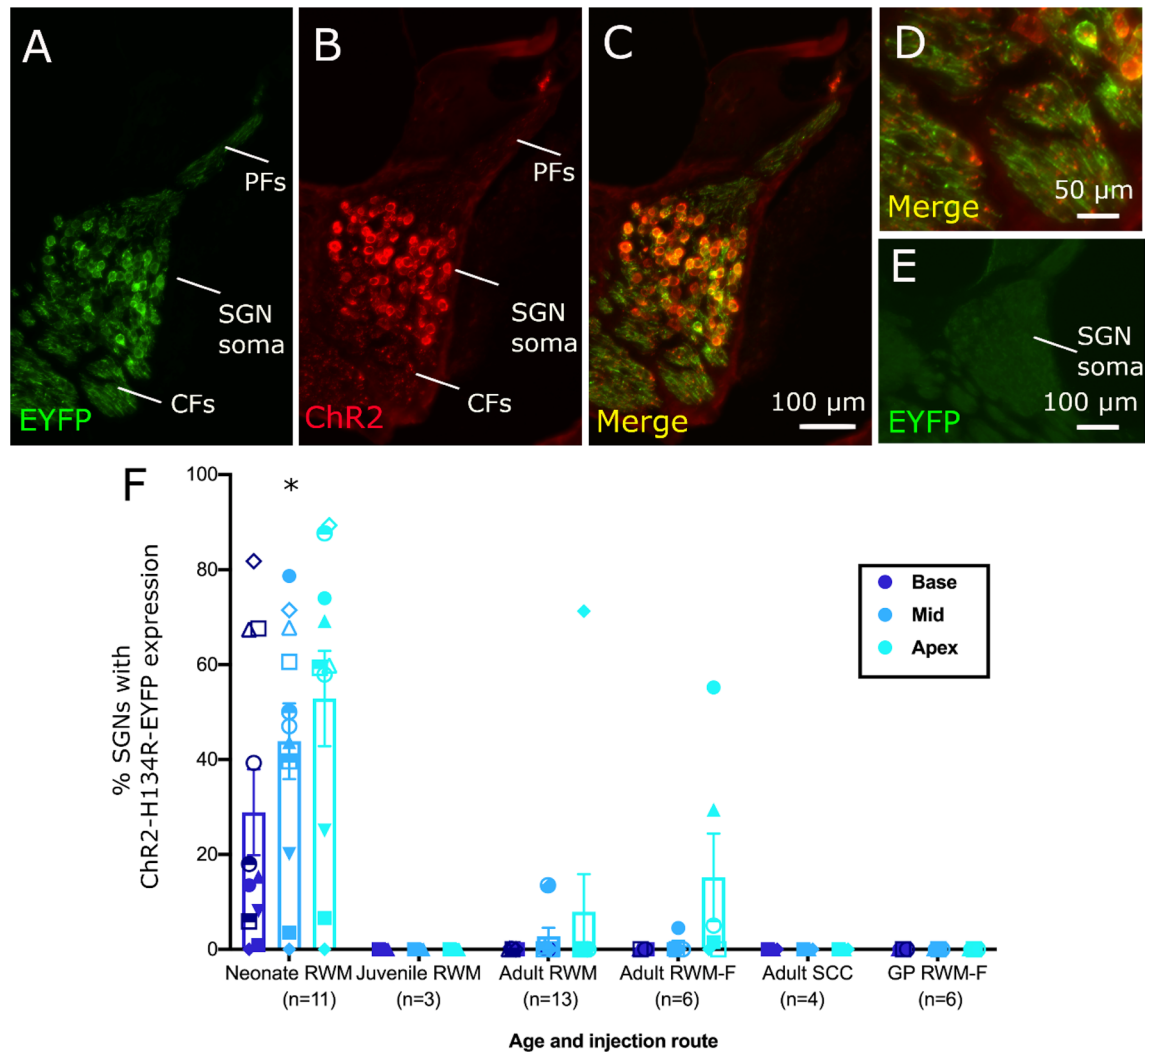 A
PFs
SGN
soma
CFs
EYFP
B
PFs
SGN
soma
CFs
ChR2
C
100 µm
Merge
D
50 µm
Merge
E
SGN
soma
100 µm
EYFP
F
*
% SGNs with
ChR2-H134R-EYFP expression
100
80
60
40
20
0
Base
Mid
Apex
Neonate RWM
(n=11)
Juvenile RWM
(n=3)
Adult RWM
(n=13)
Adult RWM-F
(n=6)
Adult SCC
(n=4)
GP RWM-F
(n=6)
Age and injection route